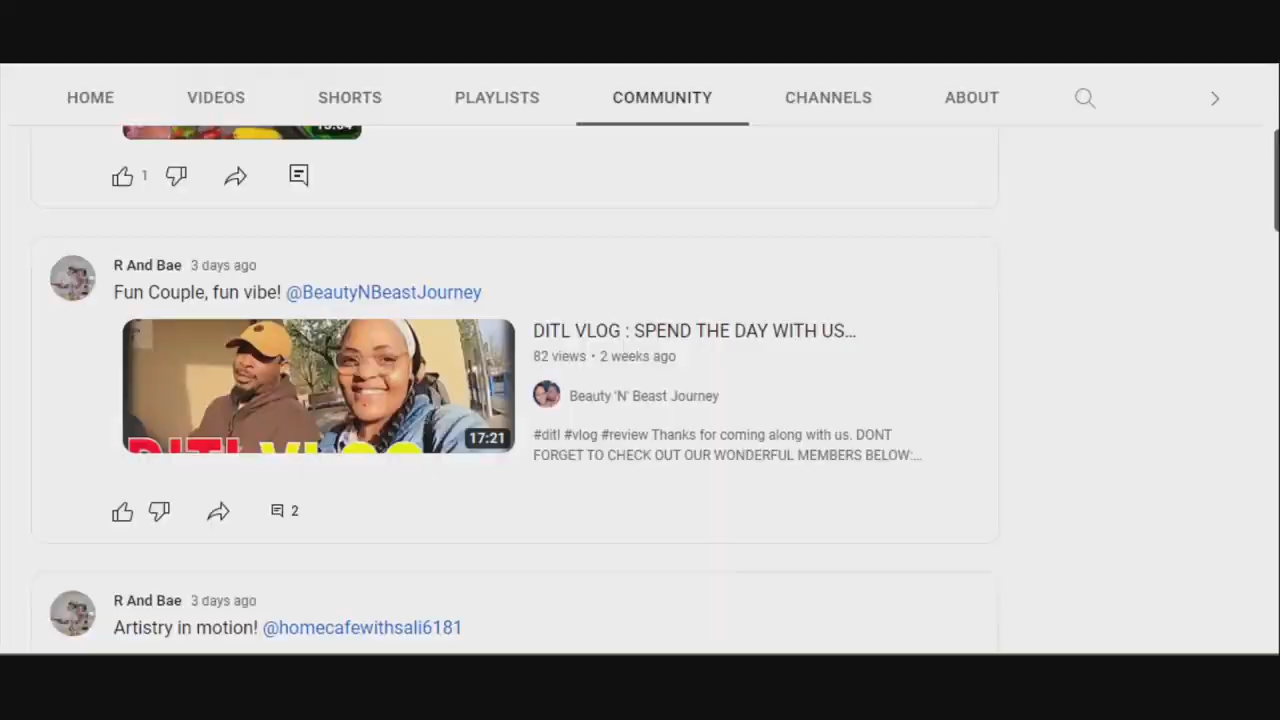 HOME VIDEOS SHORTS PLAYLISTS COMMUNITY CHANNELS ABOUT
1
R And Bae 3 days ago
Fun Couple, fun vibe! @BeautyNBeastJourney
DITL VLOG : SPEND THE DAY WITH US...
82 views • 2 weeks ago
Beauty 'N' Beast Journey
#ditl #vlog #review Thanks for coming along with us. DONT
FORGET TO CHECK OUT OUR WONDERFUL MEMBERS BELOW:...
DITL VLOG
17:21
2
R And Bae 3 days ago
Artistry in motion! @homecafewithsali6181